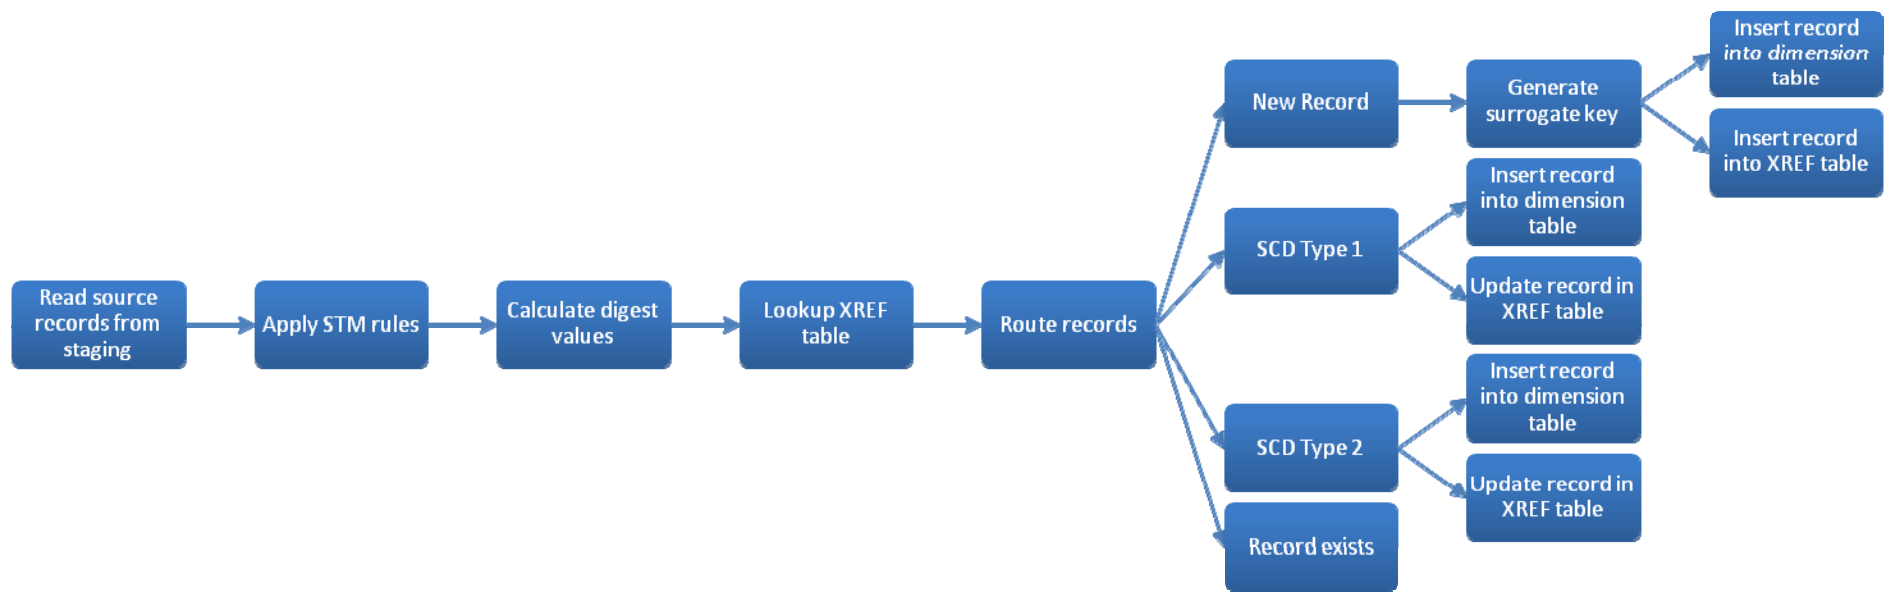 Read source
records from
staging
Apply STM rules
Calculate digest
values
Lookup XREF
table
Route records
New Record
Generate
surrogate key
Insert record
into dimension
table
Insert record
into XREF table
SCD Type 1
Insert record
into dimension
table
Update record in
XREF table
SCD Type 2
Insert record
into dimension
table
Update record in
XREF table
Record exists